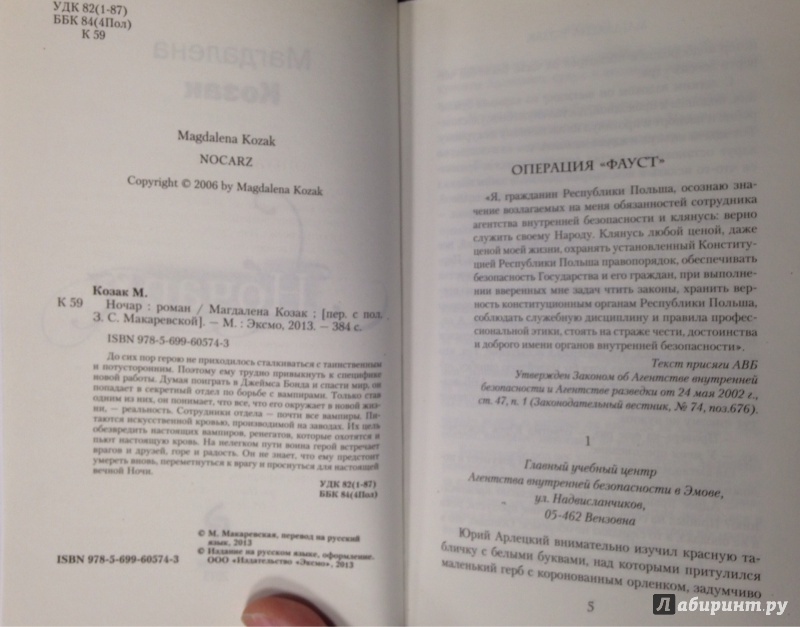 УДК 82(1-87)
ББК 84(4Пол)
К 59
Магдалена
Козак
Magdalena Kozak
NOCARZ
Copyright © 2006 by Magdalena Kozak
Козак М.
К 59 Ночар : роман / Магдалена Козак ; [пер. с пол.
З. С. Макаревской]. — М. : Эксмо, 2013. — 384 с.
ISBN 978-5-699-60574-3
До сих пор герою не приходилось сталкиваться с таинственным
и потусторонним. Поэтому ему трудно привыкнуть к специфике
новой работы. Думая поиграть в Джеймса Бонда и спасти мир, он
попадает в секретный отдел по борьбе с вампирами. Только став
одним из них, он понимает, что все, что его окружает в новой жиз-
ни, — реальность. Сотрудники отдела — почти все вампиры. Пи-
таются искусственной кровью, производимой на заводах. Их цель
обезвредить настоящих вампиров, ренегатов, которые охотятся и
пьют настоящую кровь. На нелегком пути воина герой встречает
врагов и друзей, горе и радость. Он не знает, что ему предстоит
умереть вновь, переметнуться к врагу и проснуться для настоящей
вечной Ночи.
УДК 82(1-87)
ББК 84(4Пол)
© М. Макаревская, перевод на русский
язык, 2013
© Издание на русском языке, оформление.
ООО «Издательство «Эксмо», 2013
ISBN 978-5-699-60574-3
ОПЕРАЦИЯ «ФАУСТ»
«Я, гражданин Республики Польша, осознаю зна-
чение возлагаемых на меня обязанностей сотрудника
агентства внутренней безопасности и клянусь: верно
служить своему Народу. Клянусь любой ценой, даже
ценой моей жизни, охранять установленный Конститу-
цией Республики Польша правопорядок, обеспечивать
безопасность Государства и его граждан, при выполне-
нии вверенных мне задач чтить законы, хранить вер-
ность конституционным органам Республики Польша,
соблюдать служебную дисциплину и правила профес-
сиональной этики, стоять на страже чести, достоинства
и доброго имени органов внутренней безопасности».
Текст присяги АВБ
Утвержден Законом об Агентстве внутренней
безопасности и Агентстве разведки от 24 мая 2002 г.,
ст. 47, п. 1 (Законодательный вестник, № 74, поз.676).
1
Главный учебный центр
Агентства внутренней безопасности в Эмове,
ул. Надвисланчиков,
05-462 Вензовна
Юрий Арлецкий внимательно изучил красную та-
бличку с белыми буквами, над которыми притулился
маленький герб с коронованным орленком, задумчиво
5
Лабиринт.ру